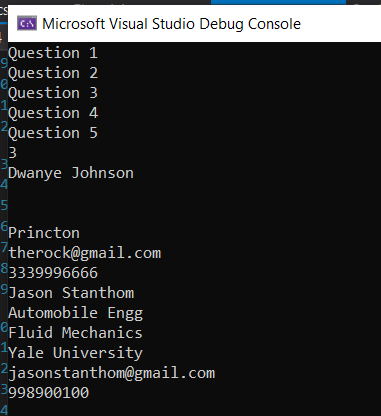 Microsoft Visual Studio Debug Console
Question 1
Question 2
Question 3
Question 4
Question 5
3
Dwanye Johnson
Princton
therock@gmail.com
3339996666
Jason Stanthom
Automobile Engg
Fluid Mechanics
Yale University
jasonstanthom@gmail.com
998900100